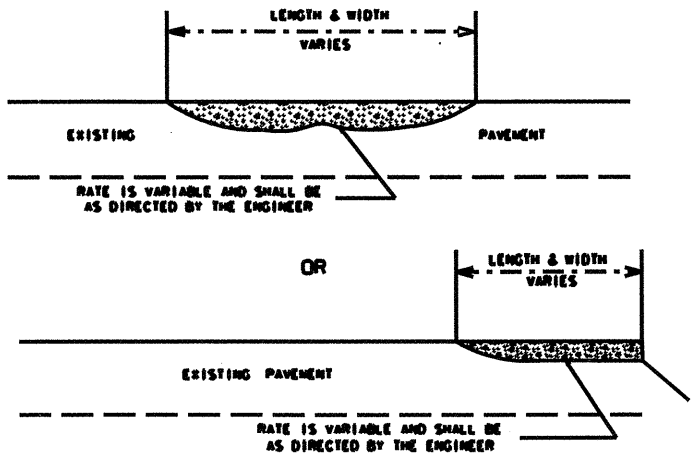 LENGTH & WIDTH
VARIES
EXISTING PAVEMENT
RATE IS VARIABLE AND SHALL BE
AS DIRECTED BY THE ENGINEER
OR
LENGTH & WIDTH
VARIES
EXISTING PAVEMENT
RATE IS VARIABLE AND SHALL BE
AS DIRECTED BY THE ENGINEER